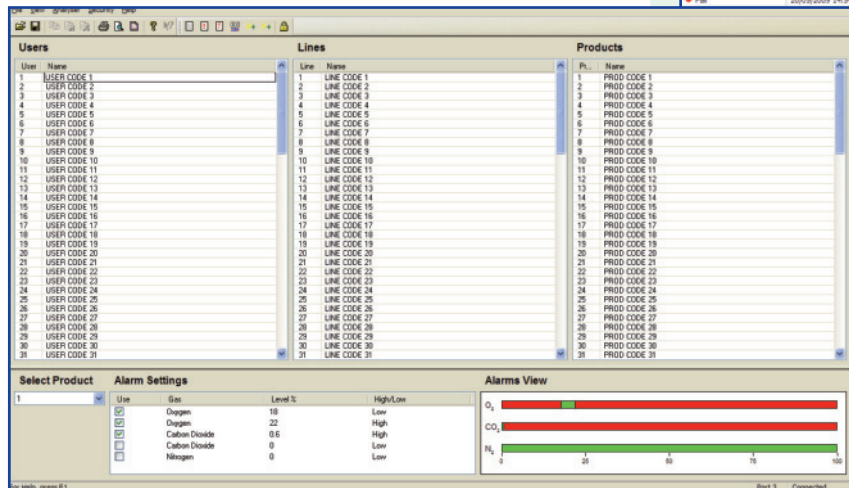 File View Analyser Security Help
Users
User Name
1 USER CODE 1
2 USER CODE 2
3 USER CODE 3
4 USER CODE 4
5 USER CODE 5
6 USER CODE 6
7 USER CODE 7
8 USER CODE 8
9 USER CODE 9
10 USER CODE 10
11 USER CODE 11
12 USER CODE 12
13 USER CODE 13
14 USER CODE 14
15 USER CODE 15
16 USER CODE 16
17 USER CODE 17
18 USER CODE 18
19 USER CODE 19
20 USER CODE 20
21 USER CODE 21
22 USER CODE 22
23 USER CODE 23
24 USER CODE 24
25 USER CODE 25
26 USER CODE 26
27 USER CODE 27
28 USER CODE 28
29 USER CODE 29
30 USER CODE 30
31 USER CODE 31
Lines
Line Name
1 LINE CODE 1
2 LINE CODE 2
3 LINE CODE 3
4 LINE CODE 4
5 LINE CODE 5
6 LINE CODE 6
7 LINE CODE 7
8 LINE CODE 8
9 LINE CODE 9
10 LINE CODE 10
11 LINE CODE 11
12 LINE CODE 12
13 LINE CODE 13
14 LINE CODE 14
15 LINE CODE 15
16 LINE CODE 16
17 LINE CODE 17
18 LINE CODE 18
19 LINE CODE 19
20 LINE CODE 20
21 LINE CODE 21
22 LINE CODE 22
23 LINE CODE 23
24 LINE CODE 24
25 LINE CODE 25
26 LINE CODE 26
27 LINE CODE 27
28 LINE CODE 28
29 LINE CODE 29
30 LINE CODE 30
31 LINE CODE 31
Products
Pr... Name
1 PROD CODE 1
2 PROD CODE 2
3 PROD CODE 3
4 PROD CODE 4
5 PROD CODE 5
6 PROD CODE 6
7 PROD CODE 7
8 PROD CODE 8
9 PROD CODE 9
10 PROD CODE 10
11 PROD CODE 11
12 PROD CODE 12
13 PROD CODE 13
14 PROD CODE 14
15 PROD CODE 15
16 PROD CODE 16
17 PROD CODE 17
18 PROD CODE 18
19 PROD CODE 19
20 PROD CODE 20
21 PROD CODE 21
22 PROD CODE 22
23 PROD CODE 23
24 PROD CODE 24
25 PROD CODE 25
26 PROD CODE 26
27 PROD CODE 27
28 PROD CODE 28
29 PROD CODE 29
30 PROD CODE 30
31 PROD CODE 31
Select Product
1
Alarm Settings
Use Gas Level % High/Low
Oxygen 18 Low
Oxygen 22 High
Carbon Dioxide 0.6 High
Carbon Dioxide 0 Low
Nitrogen 0 Low
Alarms View
O₂
CO₂
N₂
0 25 50 75 100
For Help, press F1
Port 3 Connected